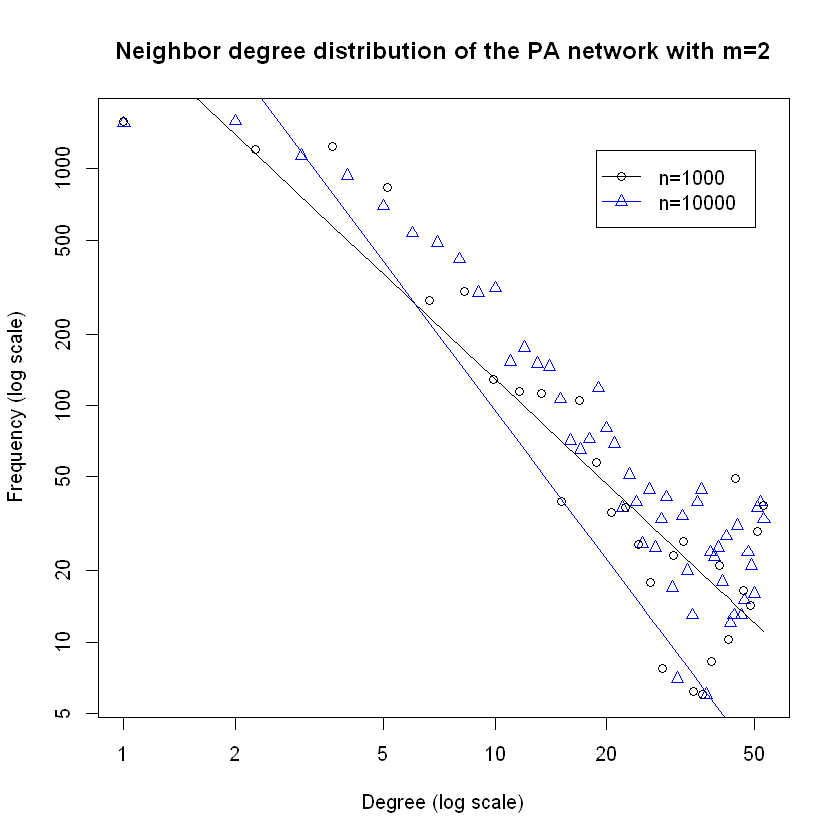 Neighbor degree distribution of the PA network with m=2
n=1000
n=10000
Frequency (log scale)
1000
500
200
100
50
20
10
5
1 2 5 10 20 50
Degree (log scale)